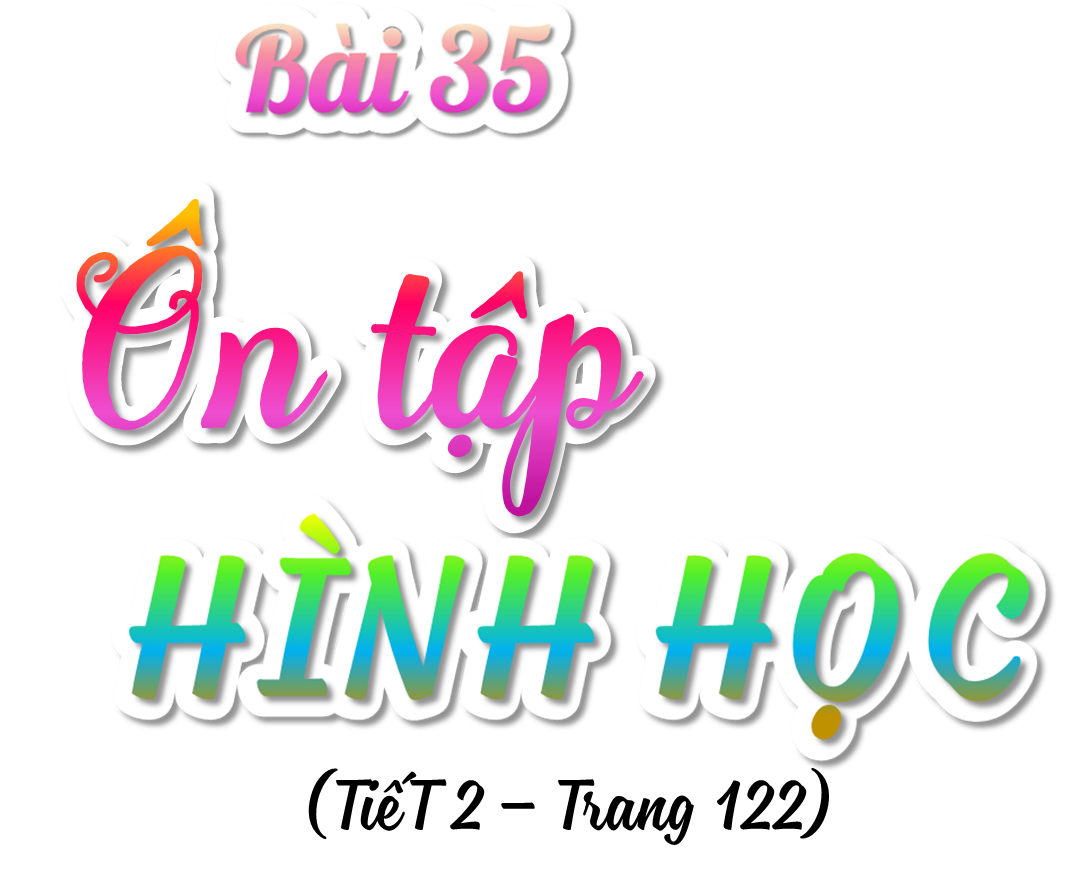 Bài 35
Ôn tập
HÌNH HỌC
(TiếT 2 – Trang 122)